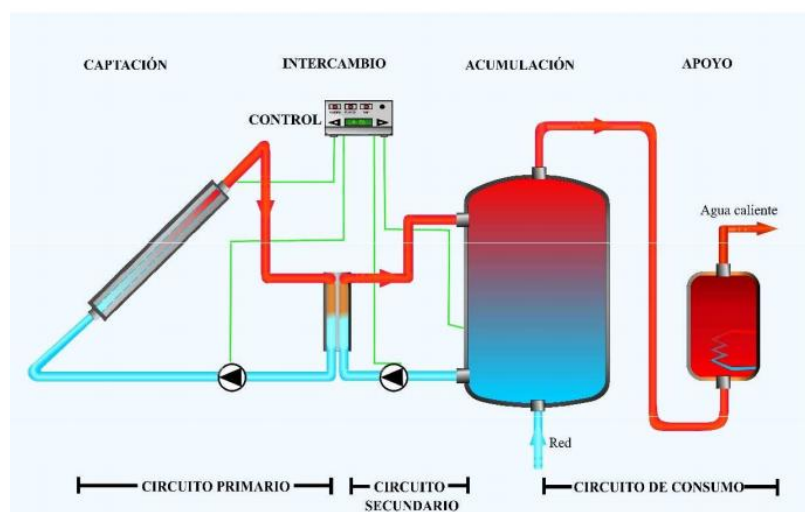 CAPTACIÓN
INTERCAMBIO
ACUMULACIÓN
APOYO
CONTROL
Agua caliente
Red
CIRCUITO PRIMARIO
CIRCUITO
SECUNDARIO
CIRCUITO DE CONSUMO